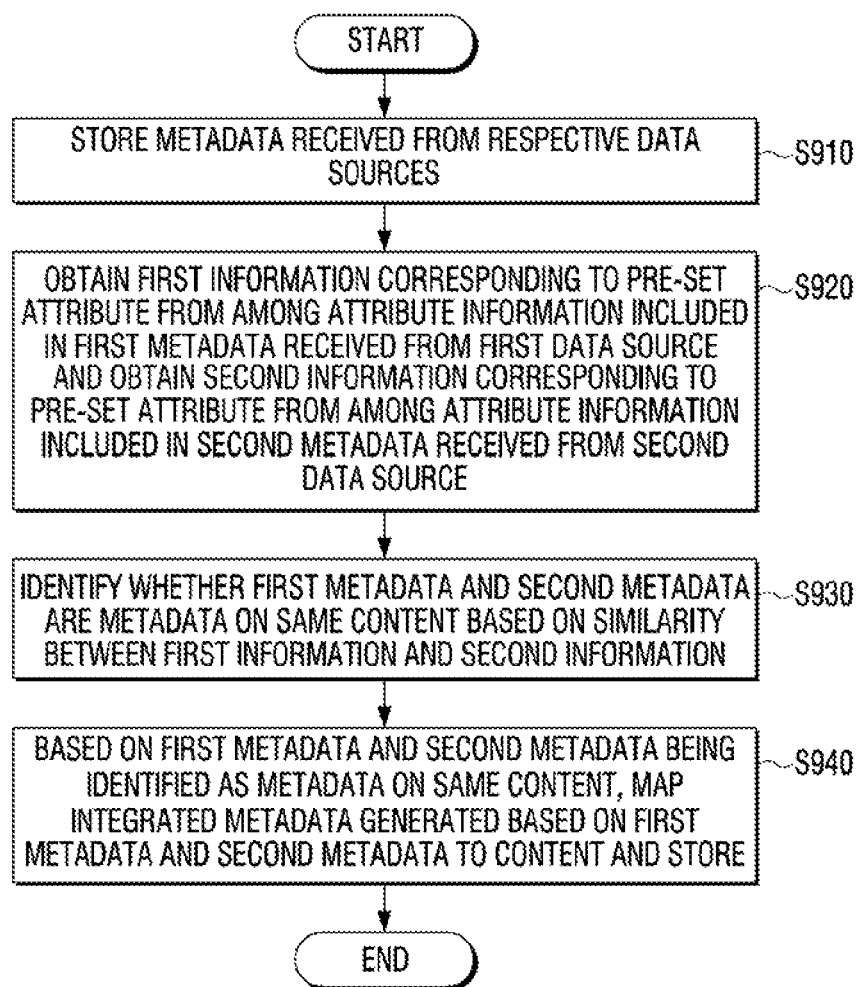 START
STORE METADATA RECEIVED FROM RESPECTIVE DATA
SOURCES
S910
OBTAIN FIRST INFORMATION CORRESPONDING TO PRE-SET
ATTRIBUTE FROM AMONG ATTRIBUTE INFORMATION INCLUDED
IN FIRST METADATA RECEIVED FROM FIRST DATA SOURCE
AND OBTAIN SECOND INFORMATION CORRESPONDING TO
PRE-SET ATTRIBUTE FROM AMONG ATTRIBUTE INFORMATION
INCLUDED IN SECOND METADATA RECEIVED FROM SECOND
DATA SOURCE
S920
IDENTIFY WHETHER FIRST METADATA AND SECOND METADATA
ARE METADATA ON SAME CONTENT BASED ON SIMILARITY
BETWEEN FIRST INFORMATION AND SECOND INFORMATION
S930
BASED ON FIRST METADATA AND SECOND METADATA BEING
IDENTIFIED AS METADATA ON SAME CONTENT, MAP
INTEGRATED METADATA GENERATED BASED ON FIRST
METADATA AND SECOND METADATA TO CONTENT AND STORE
S940
END